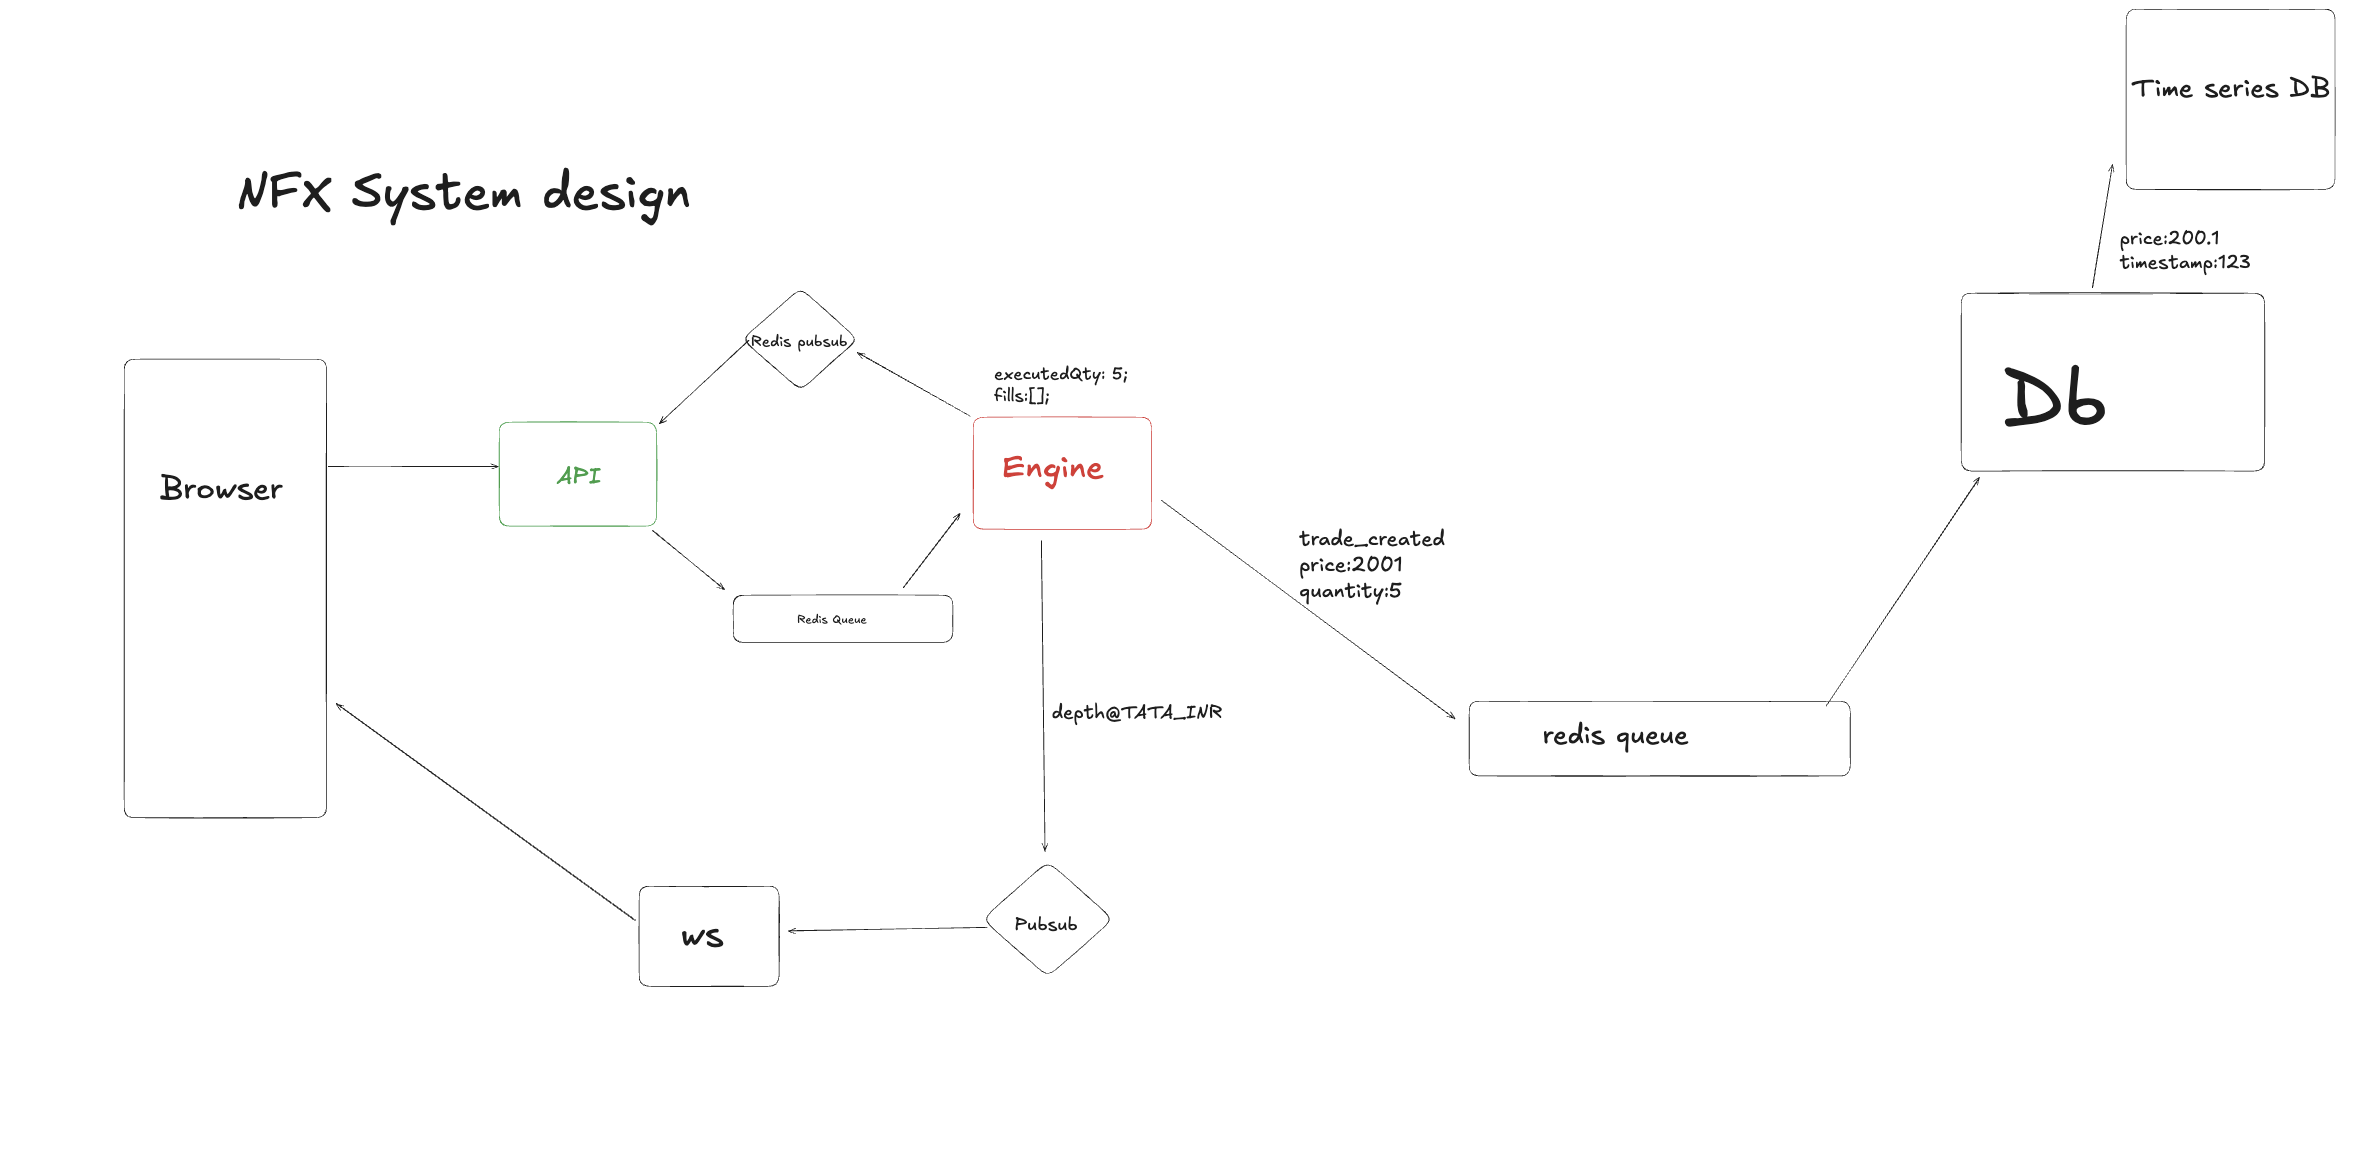 Time series DB
NFX System design
price:200.1
timestamp:123
Redis pubsub
executedQty: 5;
fills:[];
Db
API
Engine
Browser
trade_created
price:2001
quantity:5
Redis Queue
depth@TATA_INR
redis queue
Pubsub
ws